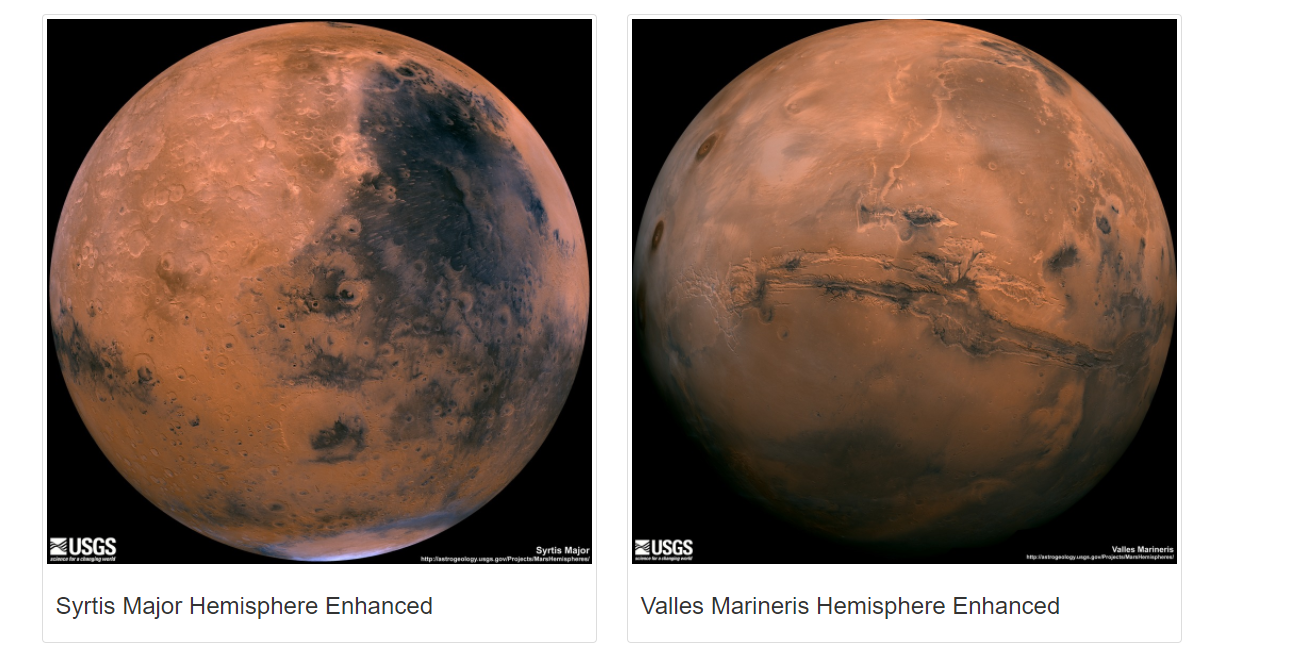 USGS
science for a changing world
Syrtis Major
http://astrogeology.usgs.gov/Projects/MarsHemispheres/
Syrtis Major Hemisphere Enhanced
USGS
science for a changing world
Valles Marineris
http://astrogeology.usgs.gov/Projects/MarsHemispheres/
Valles Marineris Hemisphere Enhanced